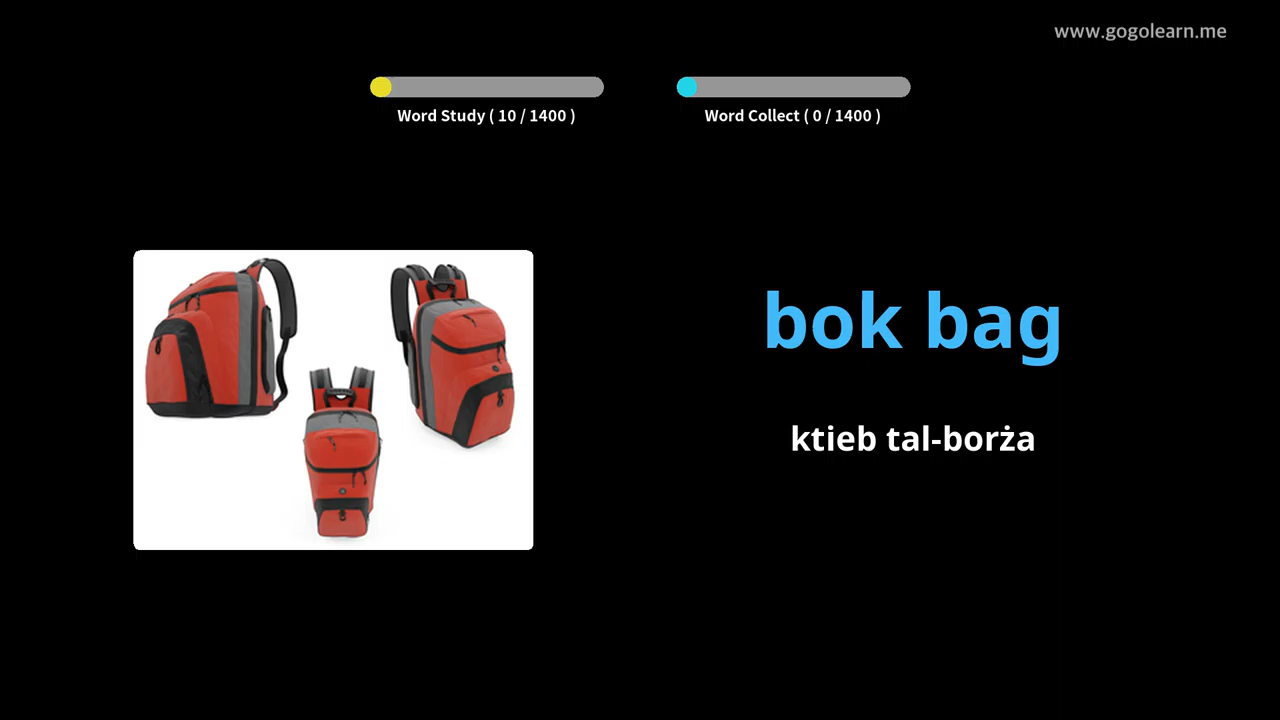 www.gogolearn.me
Word Study ( 10 / 1400 )
Word Collect ( 0 / 1400 )
bok bag
ktieb tal-borża